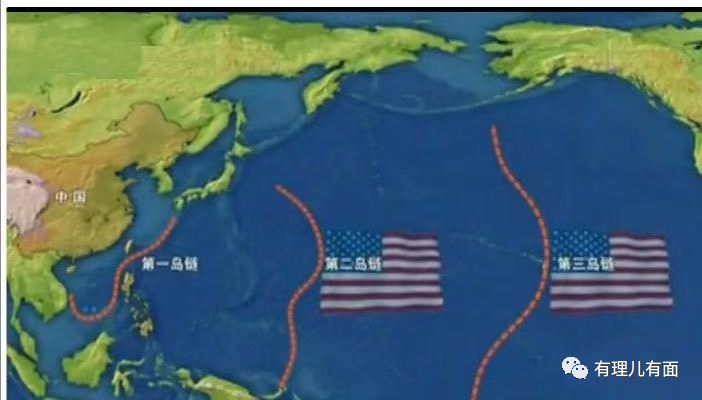 中国
第一岛链
第二岛链
第三岛链
有理儿有面